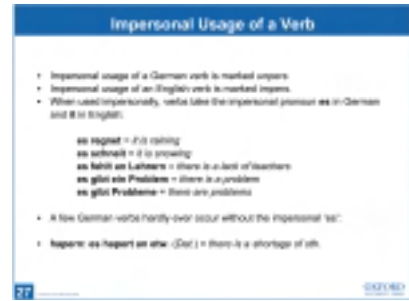 Impersonal Usage of a Verb
• Impersonal usage of a German verb is marked unpers.
• Impersonal usage of an English verb is marked impers.
• When used impersonally, verbs take the impersonal pronoun es in German
and it in English:
es regnet = it is raining
es schneit = it is snowing
es fehlt an Lehrern = there is a lack of teachers
es gibt ein Problem = there is a problem
es gibt Probleme = there are problems
• A few German verbs hardly ever occur without the impersonal 'es':
• hapern: es hapert an etw. (Dat.) = there is a shortage of sth.
27
OXFORD